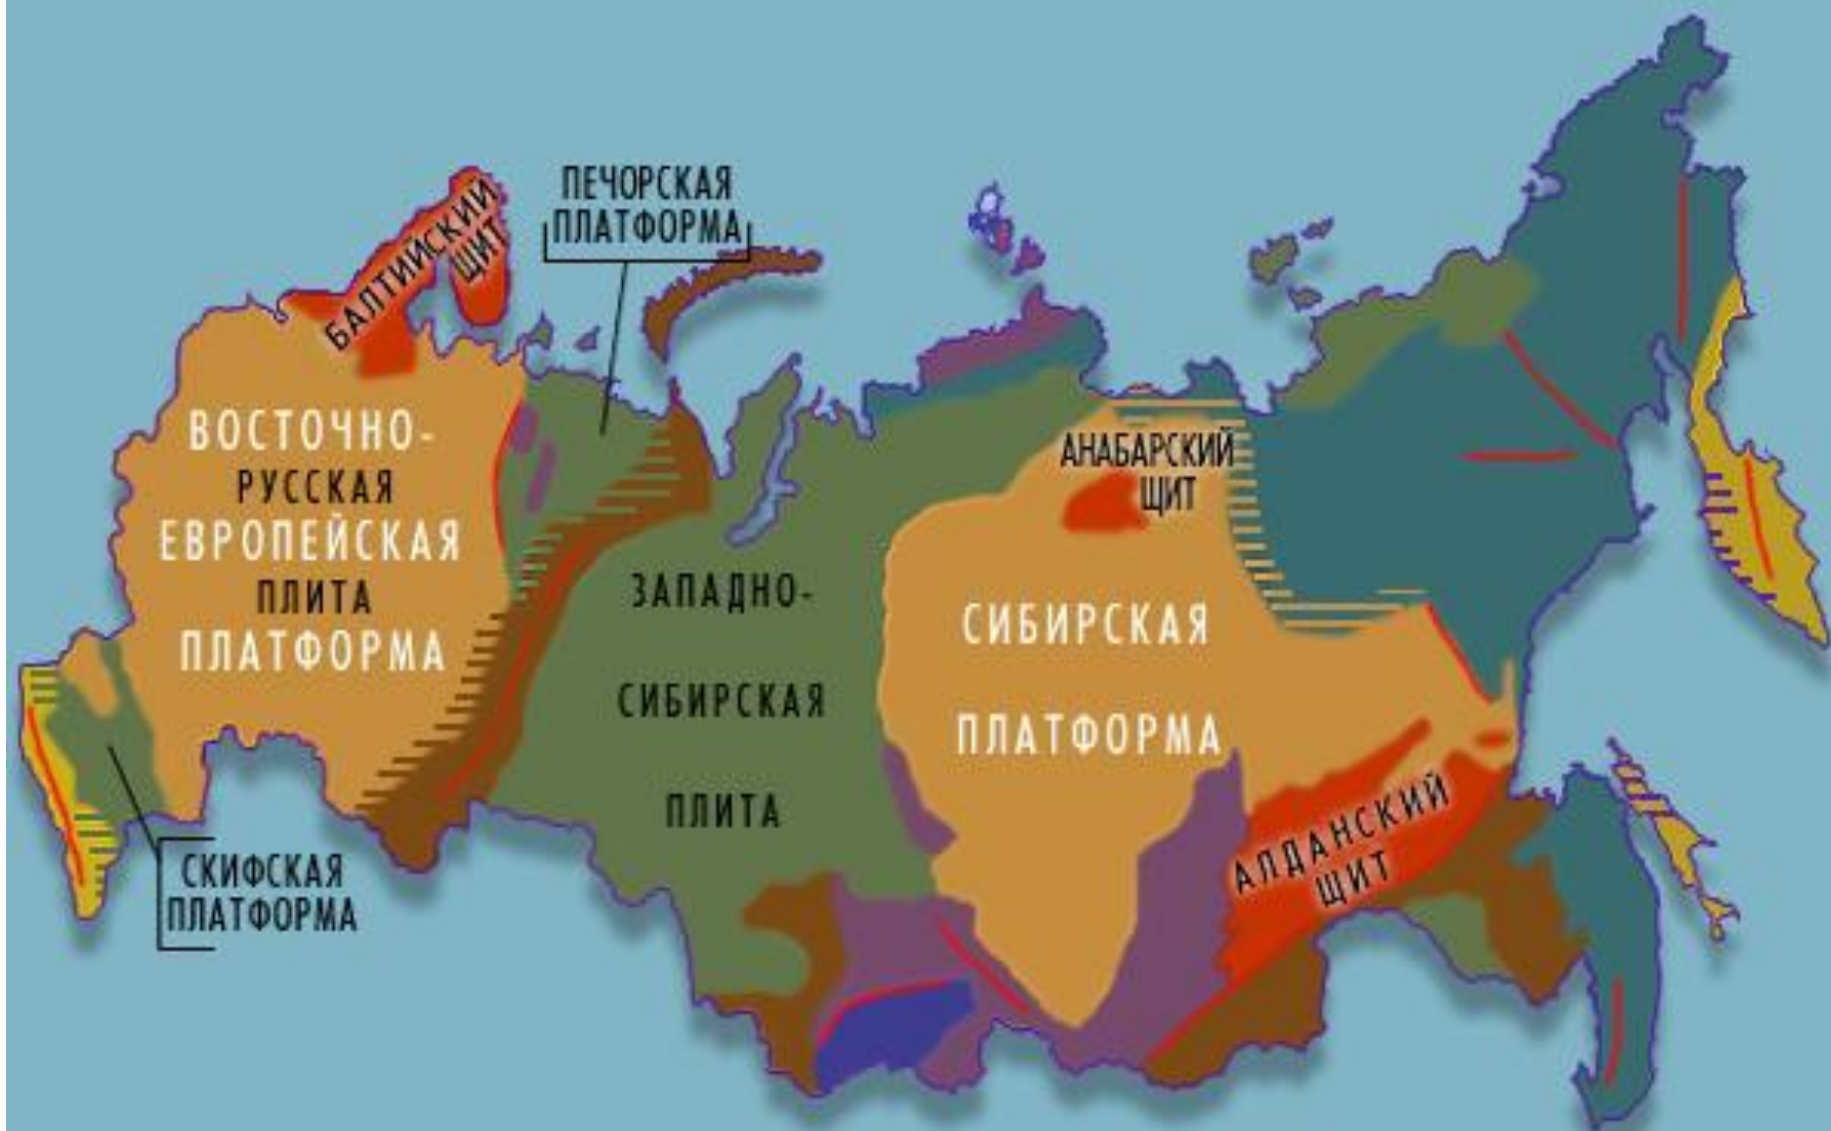 ПЕЧОРСКАЯ
ПЛАТФОРМА
БАЛТИЙСКИЙ
ЩИТ
ВОСТОЧНО-
РУССКАЯ
ЕВРОПЕЙСКАЯ
ПЛИТА
ПЛАТФОРМА
АНАБАРСКИЙ
ЩИТ
ЗАПАДНО-
СИБИРСКАЯ
ПЛИТА
СИБИРСКАЯ
ПЛАТФОРМА
АЛДАНСКИЙ
ЩИТ
СКИФСКАЯ
ПЛАТФОРМА